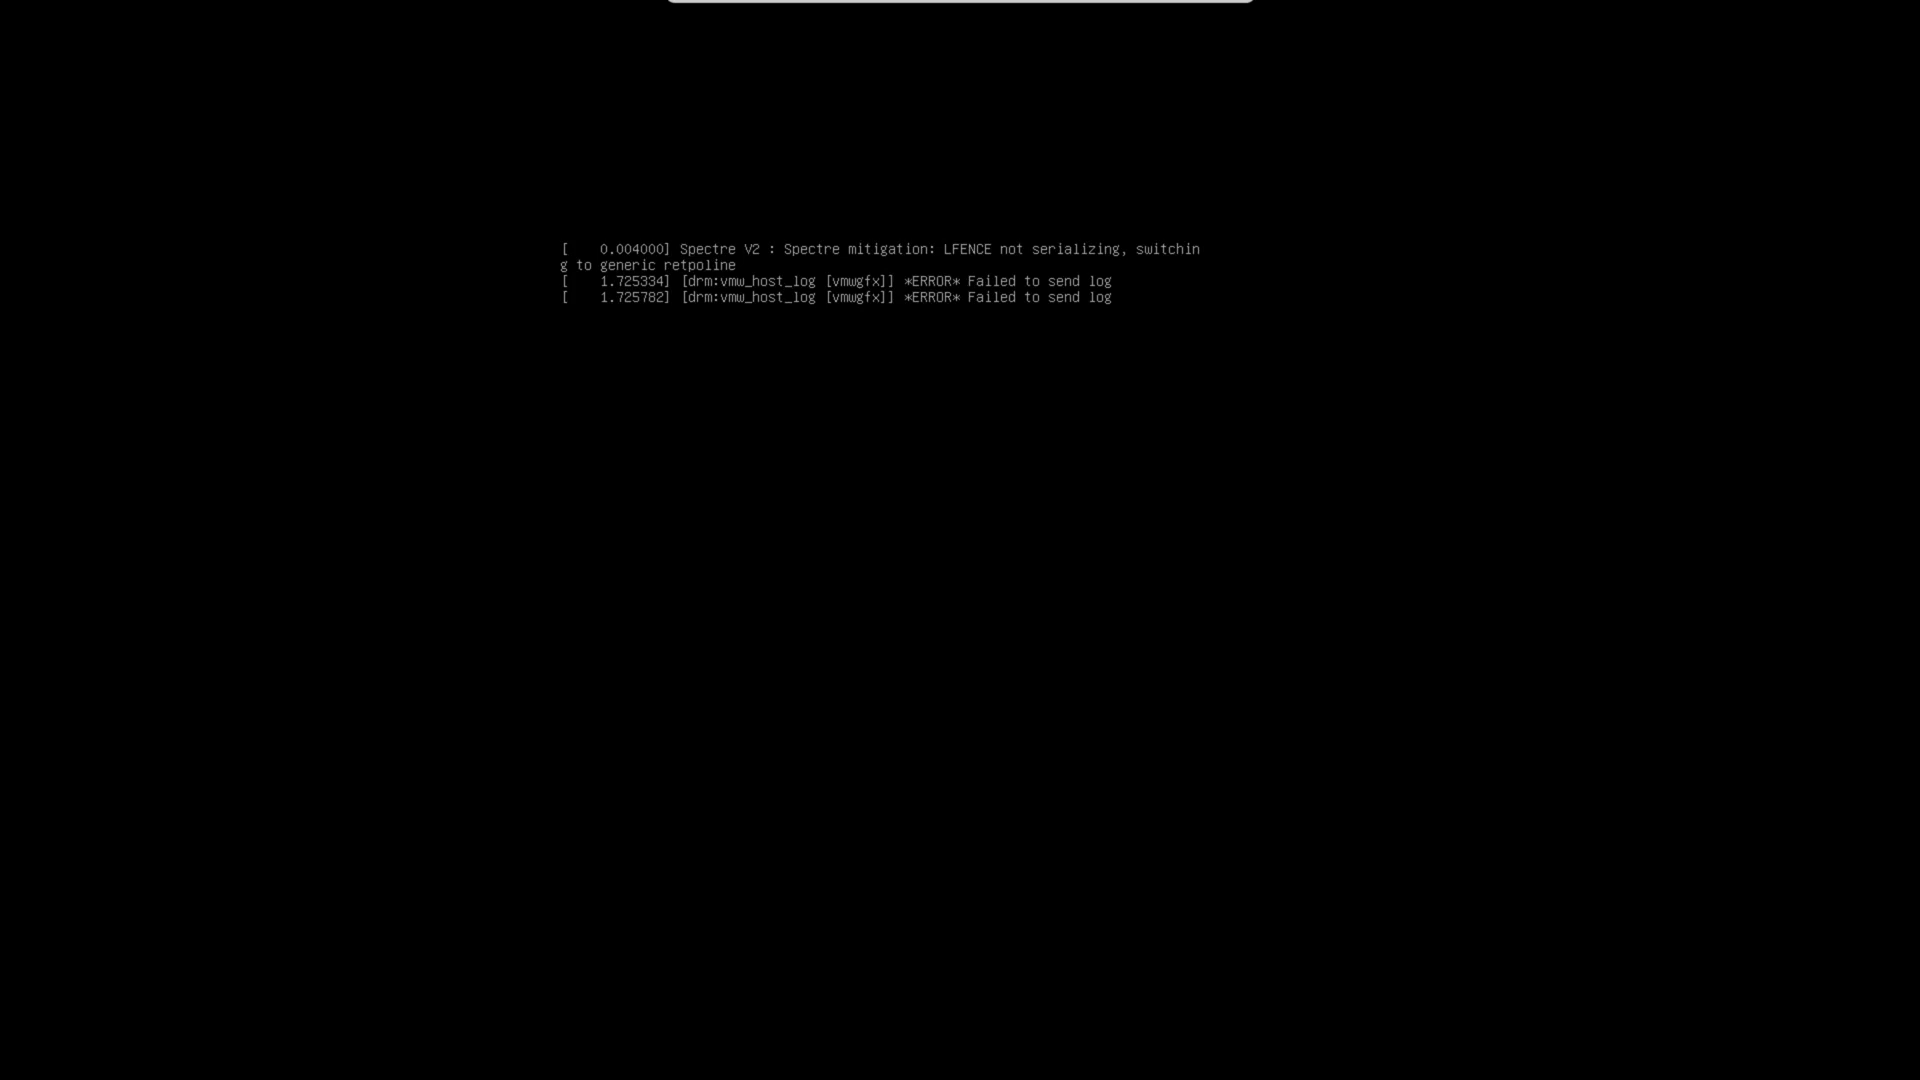 [    0.004000] Spectre V2 : Spectre mitigation: LFENCE not serializing, switchin
g to generic retpoline
[    1.725334] [drm:vmw_host_log [vmwgfx]] *ERROR* Failed to send log
[    1.725782] [drm:vmw_host_log [vmwgfx]] *ERROR* Failed to send log